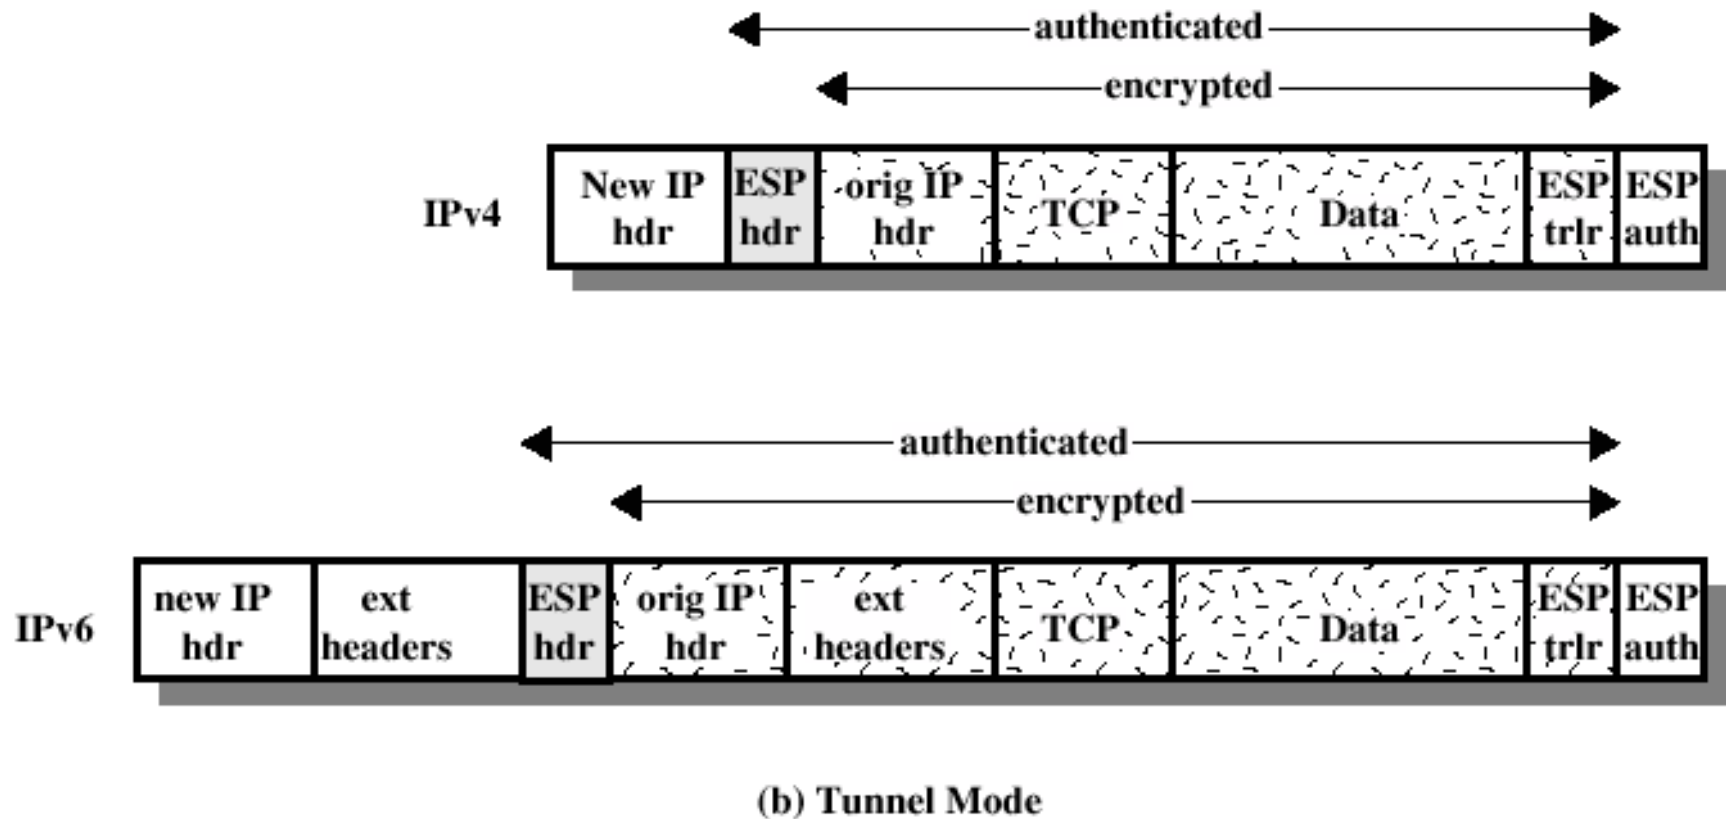 authenticated
encrypted
IPv4
New IP hdr
ESP hdr
orig IP hdr
TCP
Data
ESP trlr
ESP auth
authenticated
encrypted
IPv6
new IP hdr
ext headers
ESP hdr
orig IP hdr
ext headers
TCP
Data
ESP trlr
ESP auth
(b) Tunnel Mode